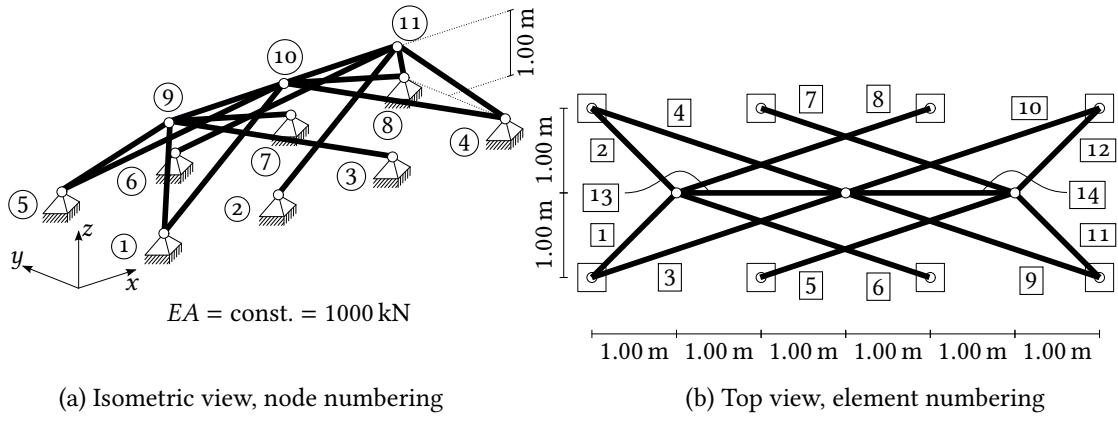 11
10
1.00 m
9
8
4
7
3
6
5
2
1
z
y
x
EA = const. = 1000 kN
(a) Isometric view, node numbering
4
7
8
10
2
12
1.00 m
13
14
1.00 m
1
11
3
5
6
9
1.00 m 1.00 m 1.00 m 1.00 m 1.00 m 1.00 m
(b) Top view, element numbering